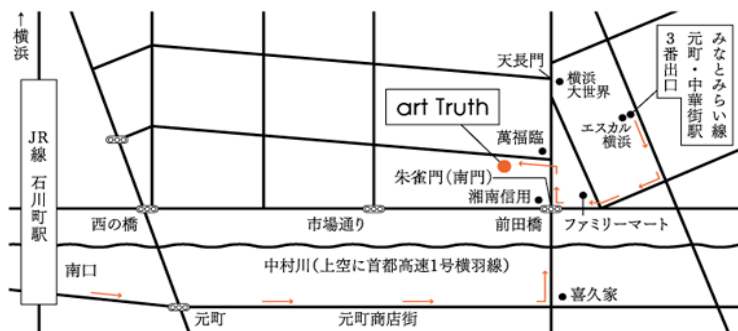 ←横浜
JR線 石川町駅
天長門
横浜
大世界
みなとみらい線
元町・中華街駅
3番出口
エスカル
横浜
art Truth
萬福臨
朱雀門（南門）
湘南信用
西の橋
市場通り
前田橋
ファミリーマート
中村川（上空に首都高速1号横羽線）
南口
元町
元町商店街
喜久家